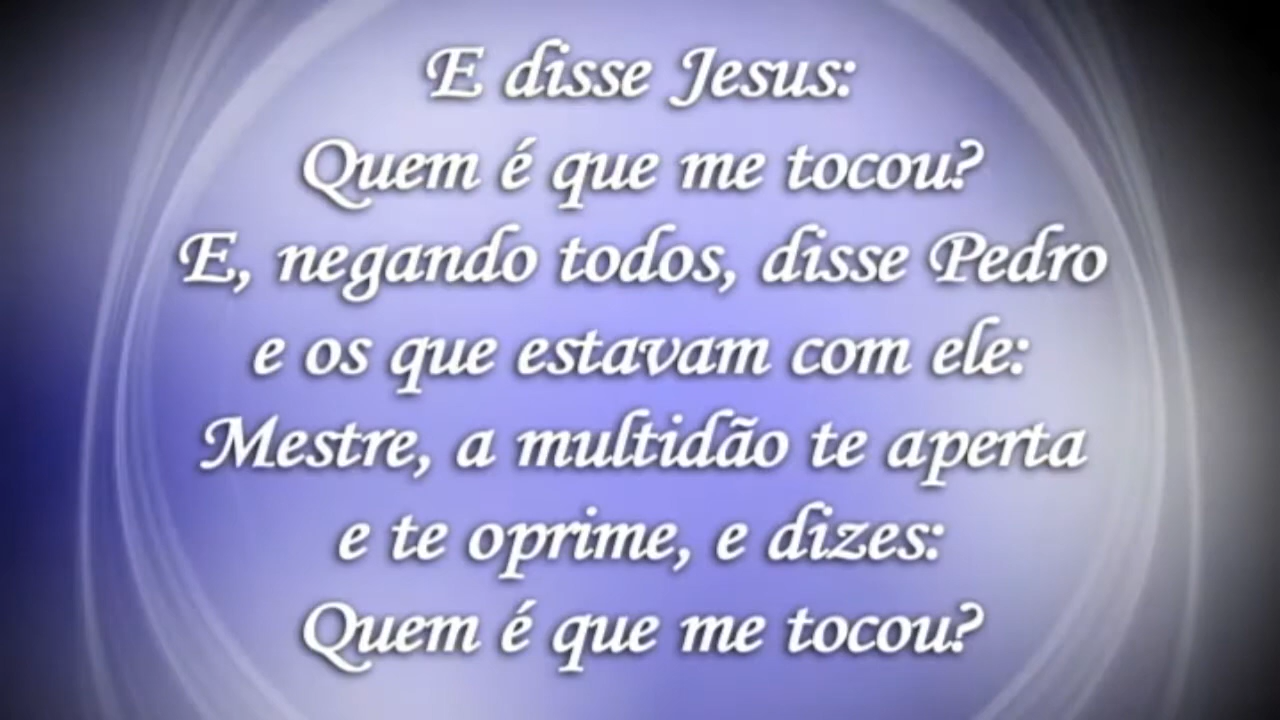 E disse Jesus:
Quem é que me tocou?
E, negando todos, disse Pedro
e os que estavam com ele:
Mestre, a multidão te aperta
e te oprime, e dizes:
Quem é que me tocou?